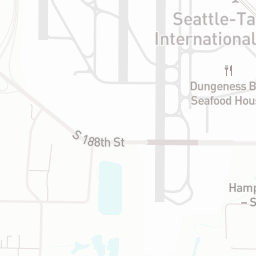 Seattle-Ta
International
Dungeness B
Seafood Hous
S 188th St
Hamp
– S